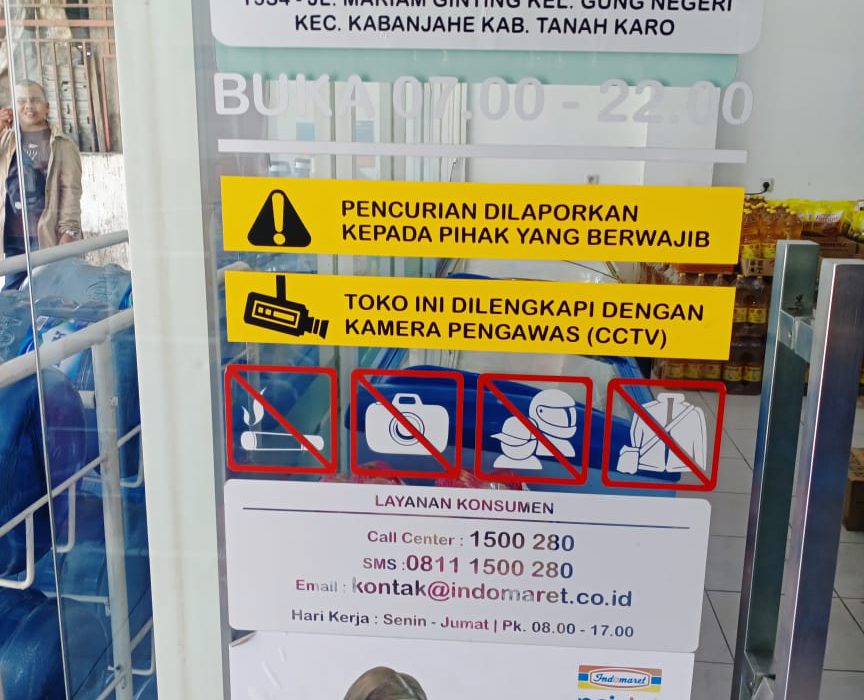 1934 - JL. MARIAM GINTING KEL. GUNG NEGERI
KEC. KABANJAHE KAB. TANAH KARO
BUKA 07.00 - 22.00
PENCURIAN DILAPORKAN
KEPADA PIHAK YANG BERWAJIB
TOKO INI DILENGKAPI DENGAN
KAMERA PENGAWAS (CCTV)
LAYANAN KONSUMEN
Call Center : 1500 280
SMS :0811 1500 280
Email : kontak@indomaret.co.id
Hari Kerja : Senin - Jumat | Pk. 08.00 - 17.00
Indomaret